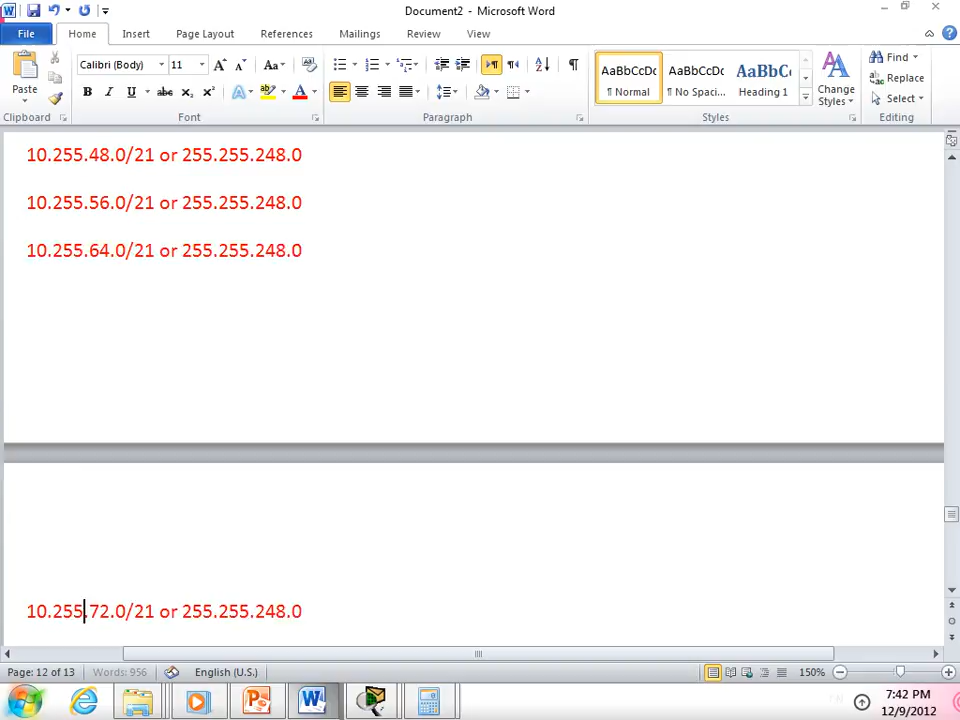 Document2 - Microsoft Word
File Home Insert Page Layout References Mailings Review View
Calibri (Body) 11 Aa
AaBbCcDc AaBbCcDc AaBbC
Find
Replace
Select
Paste
B I U abc x₂ x² A A
¶ Normal ¶ No Spaci... Heading 1
Change
Styles
Clipboard Font Paragraph Styles Editing
10.255.48.0/21 or 255.255.248.0
10.255.56.0/21 or 255.255.248.0
10.255.64.0/21 or 255.255.248.0
10.255.72.0/21 or 255.255.248.0
Page: 12 of 13 Words: 956 English (U.S.) 150%
7:42 PM
12/9/2012